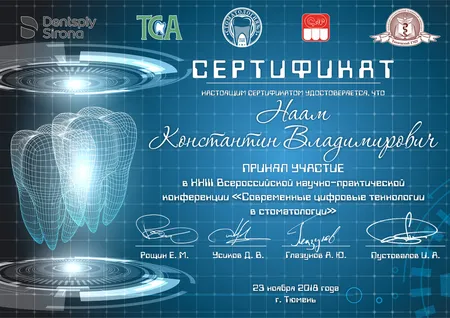 Dentsply
Sirona
TGA
СЕРТИФИКАТ
НАСТОЯЩИМ СЕРТИФИКАТОМ УДОСТОВЕРЯЕТСЯ, ЧТО
Наам
Константин Владимирович
ПРИНЯЛ УЧАСТИЕ
в XXIII Всероссийской научно-практической
конференции «Современные цифровые технологии
в стоматологии»
Рощин Е. М. Усиков Д. В. Глазунов А. Ю. Пустовалов И. А.
23 ноября 2018 года
г. Тюмень